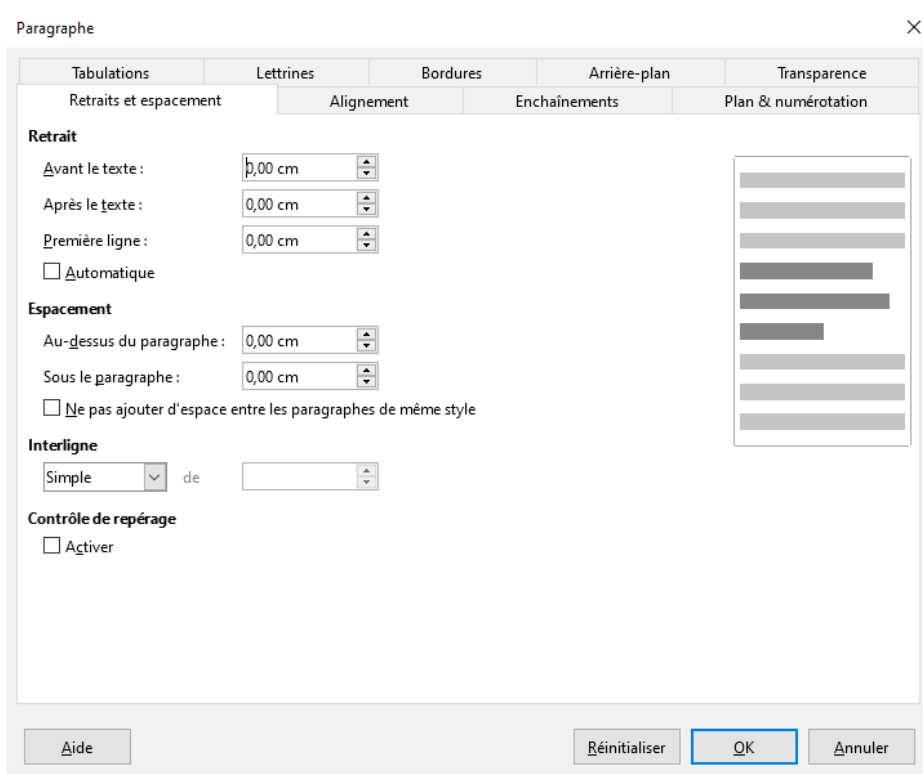 Paragraphe
Tabulations Lettrines Bordures Arrière-plan Transparence
Retraits et espacement Alignement Enchaînements Plan & numérotation
Retrait
Avant le texte : 0,00 cm
Après le texte : 0,00 cm
Première ligne : 0,00 cm
Automatique
Espacement
Au-dessus du paragraphe : 0,00 cm
Sous le paragraphe : 0,00 cm
Ne pas ajouter d'espace entre les paragraphes de même style
Interligne
Simple de
Contrôle de repérage
Activer
Aide Réinitialiser OK Annuler